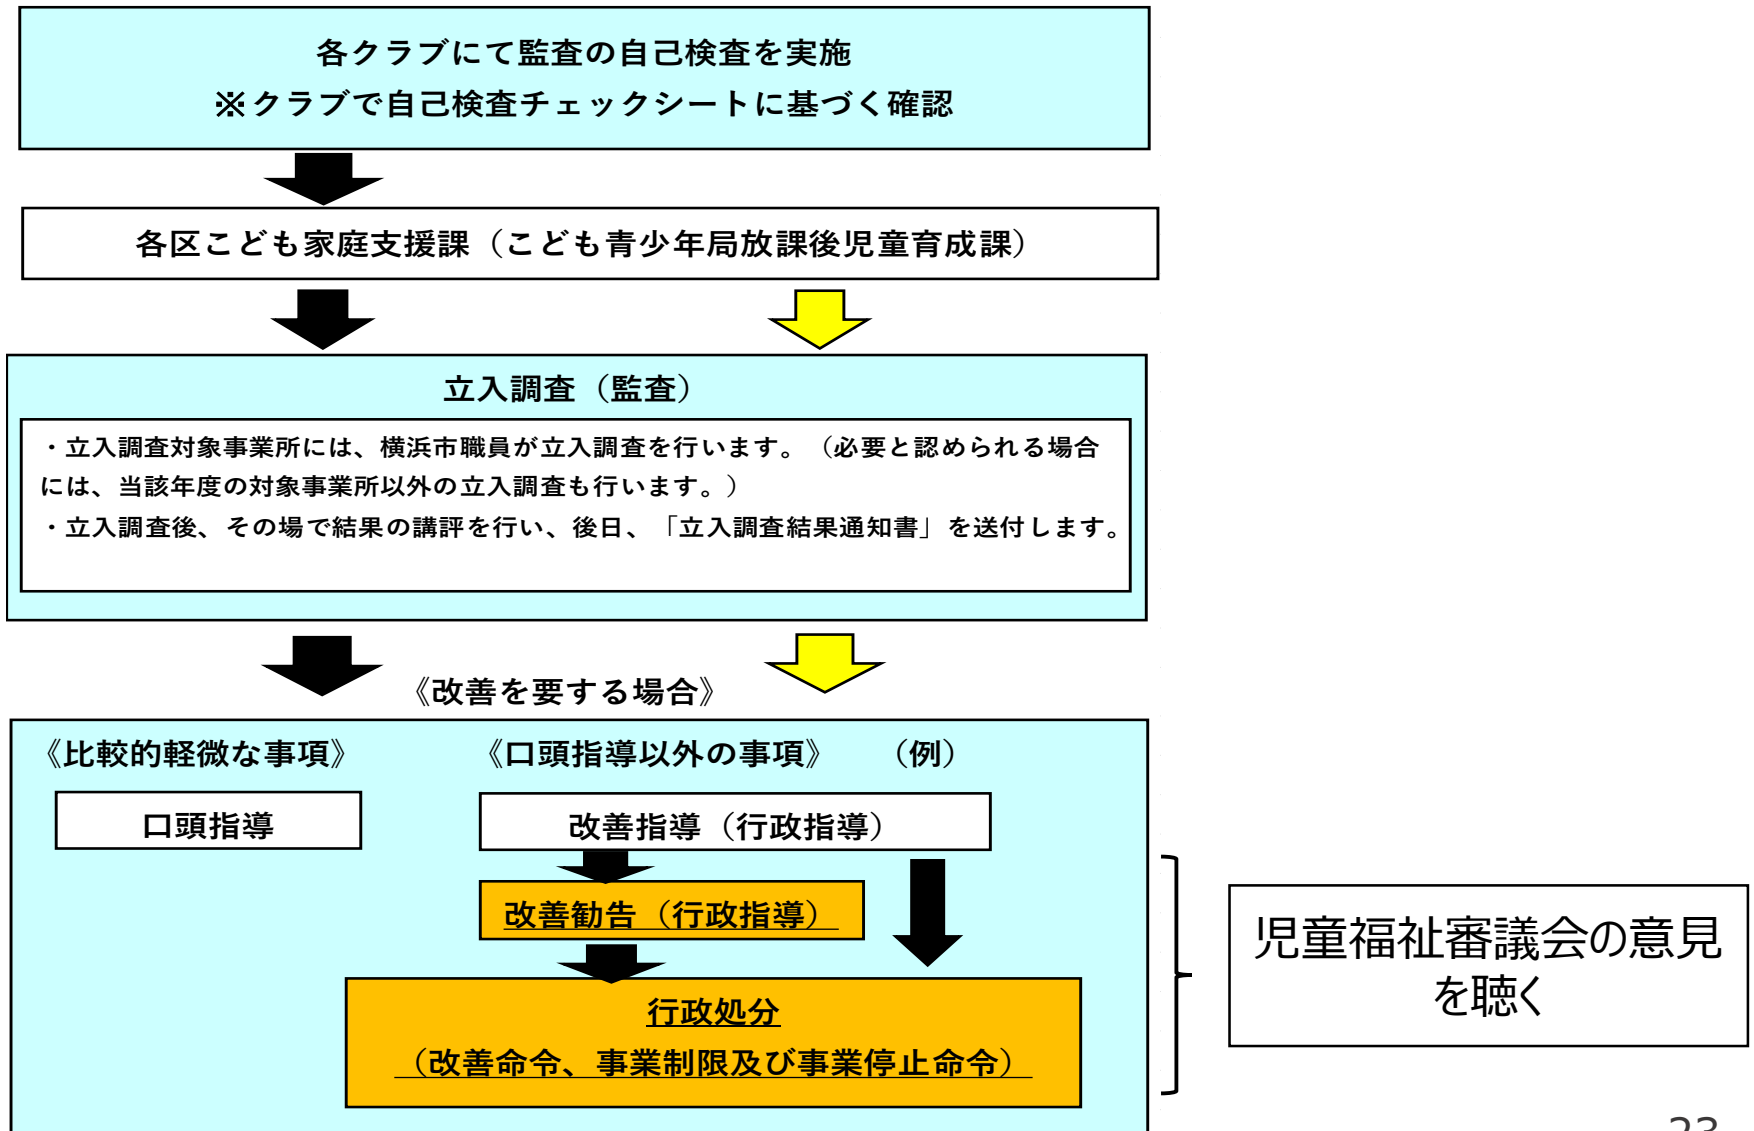 各クラブにて監査の自己検査を実施
※クラブで自己検査チェックシートに基づく確認
各区こども家庭支援課（こども青少年局放課後児童育成課）
立入調査（監査）
・立入調査対象事業所には、横浜市職員が立入調査を行います。（必要と認められる場合
には、当該年度の対象事業所以外の立入調査も行います。）
・立入調査後、その場で結果の講評を行い、後日、「立入調査結果通知書」を送付します。
《改善を要する場合》
《比較的軽微な事項》
《口頭指導以外の事項》　（例）
口頭指導
改善指導（行政指導）
改善勧告（行政指導）
行政処分
（改善命令、事業制限及び事業停止命令）
児童福祉審議会の意見
を聴く
23